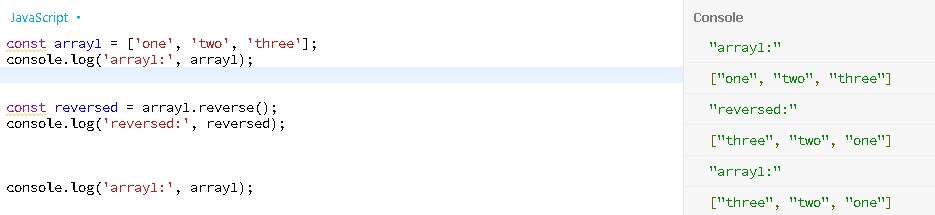 JavaScript
const array1 = ['one', 'two', 'three'];
console.log('array1:', array1);
const reversed = array1.reverse();
console.log('reversed:', reversed);
console.log('array1:', array1);
Console
"array1:"
["one", "two", "three"]
"reversed:"
["three", "two", "one"]
"array1:"
["three", "two", "one"]